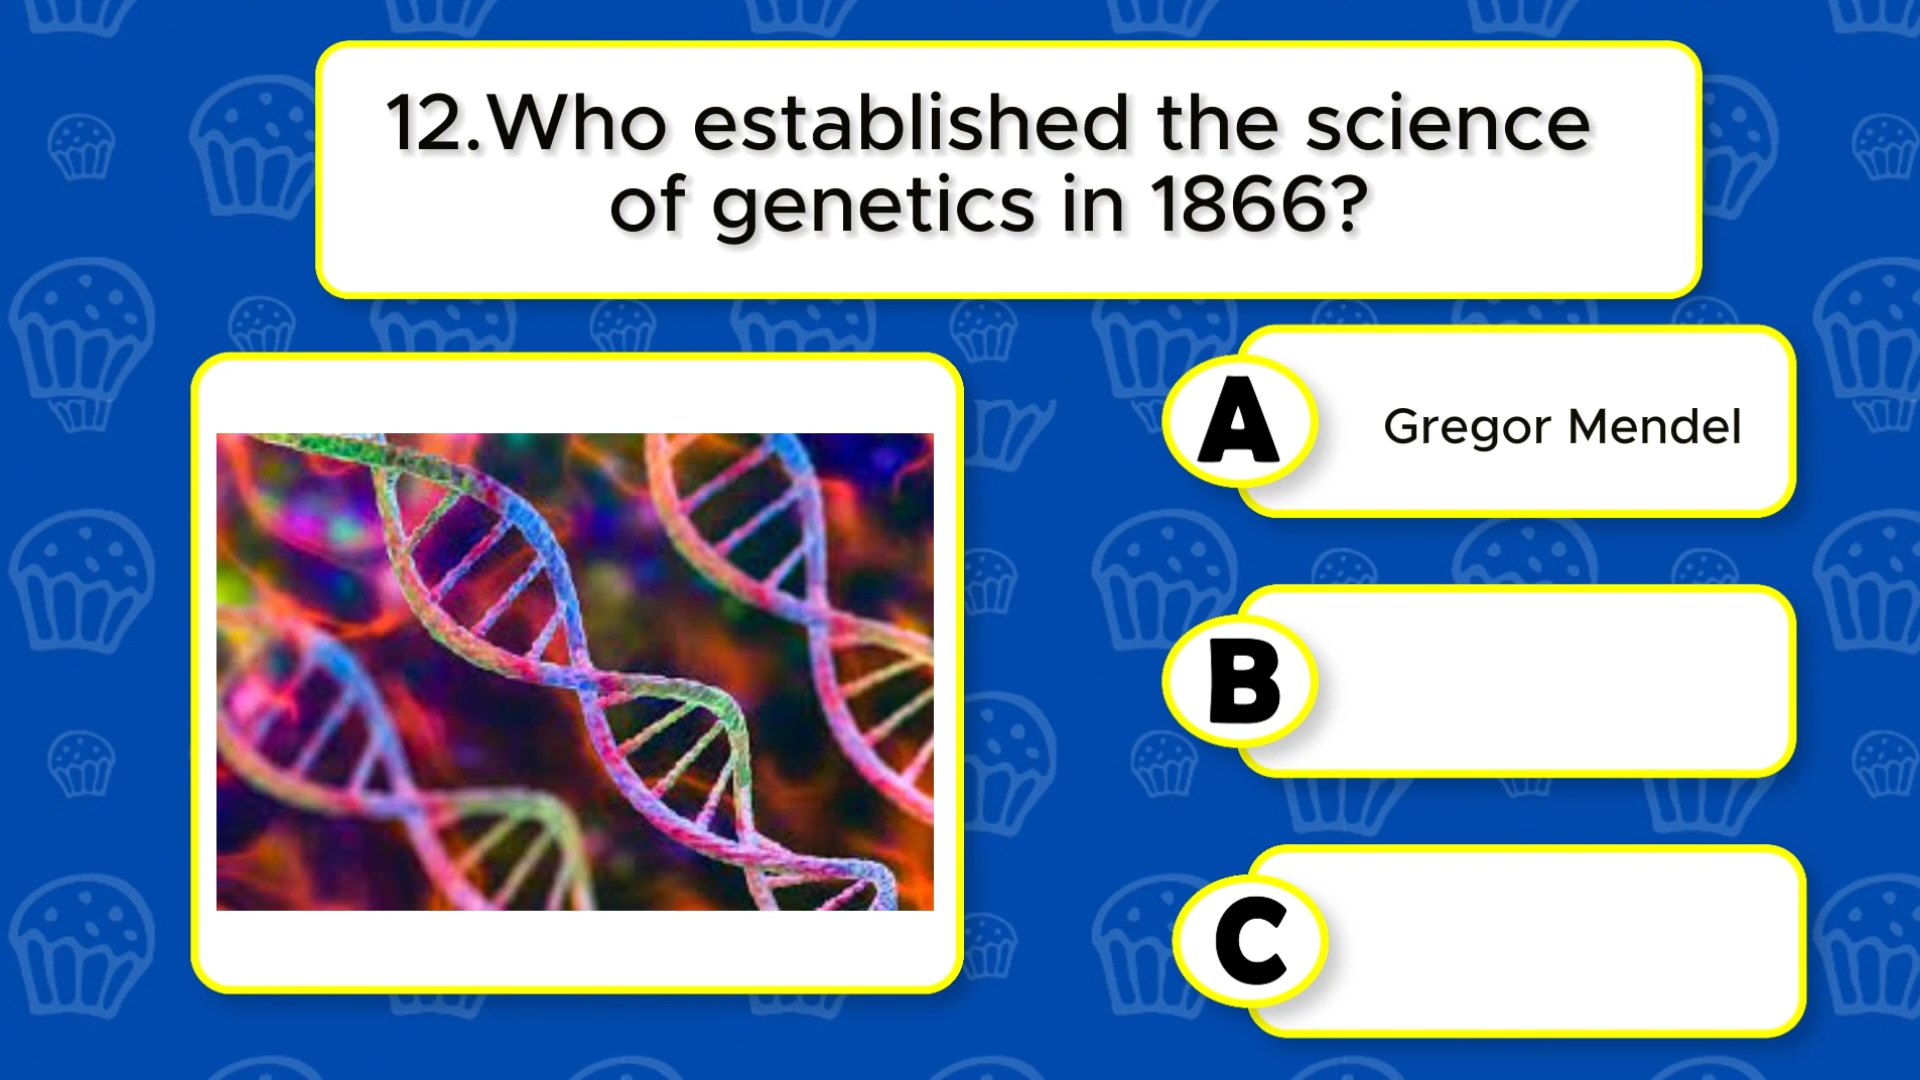 12.Who established the science
of genetics in 1866?
A
Gregor Mendel
B
C